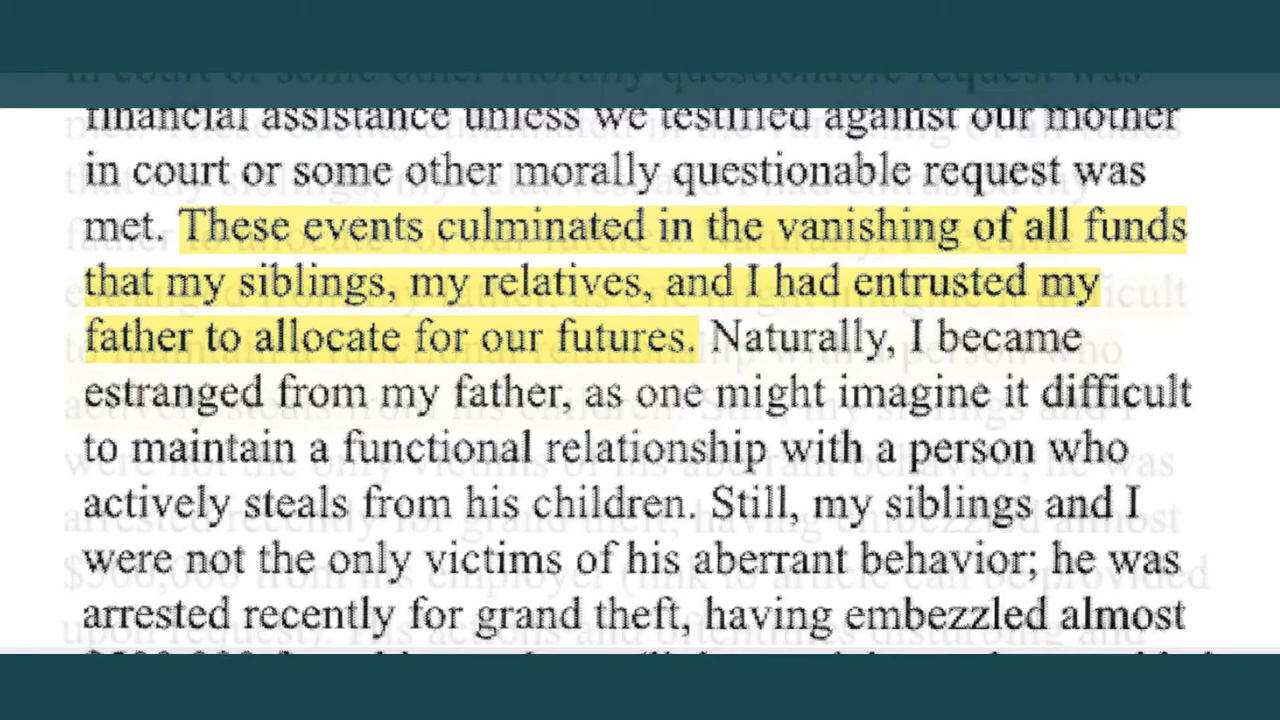 financial assistance unless we testified against our mother
in court or some other morally questionable request was
met. These events culminated in the vanishing of all funds
that my siblings, my relatives, and I had entrusted my
father to allocate for our futures. Naturally, I became
estranged from my father, as one might imagine it difficult
to maintain a functional relationship with a person who
actively steals from his children. Still, my siblings and I
were not the only victims of his aberrant behavior; he was
arrested recently for grand theft, having embezzled almost